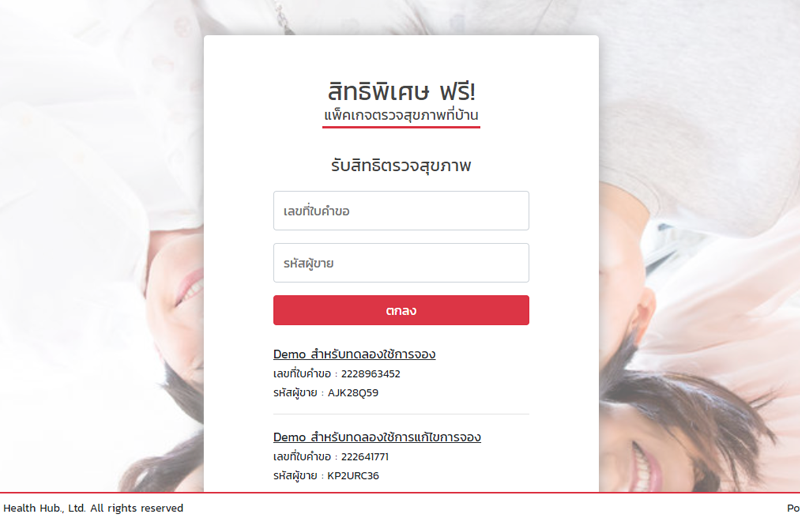 สิทธิพิเศษ ฟรี!
แพ็คเกจตรวจสุขภาพที่บ้าน
รับสิทธิตรวจสุขภาพ
เลขที่ใบคำขอ
รหัสผู้ขาย
ตกลง
Demo สำหรับทดลองใช้การจอง
เลขที่ใบคำขอ : 2228963452
รหัสผู้ขาย : AJK28Q59
Demo สำหรับทดลองใช้การแก้ไขการจอง
เลขที่ใบคำขอ : 222641771
รหัสผู้ขาย : KP2URC36
Health Hub., Ltd. All rights reserved
Po